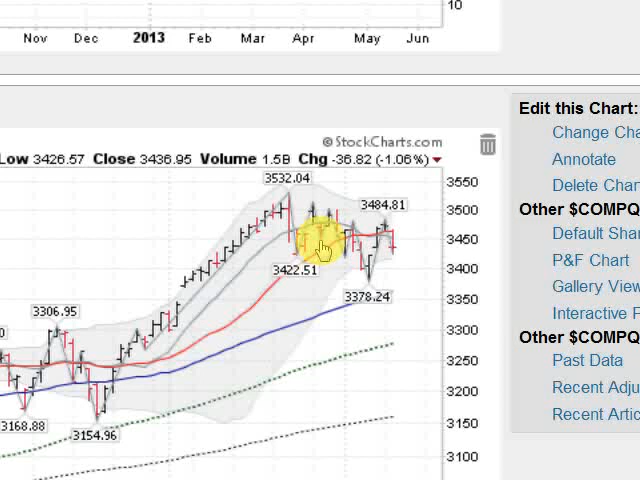 10
Nov Dec 2013 Feb Mar Apr May Jun
Edit this Chart:
Change Cha
Annotate
Delete Chart
Other $COMPQ
Default Shar
P&F Chart
Gallery View
Interactive P
Other $COMPQ
Past Data
Recent Adju
Recent Artic
© StockCharts.com
Low 3426.57 Close 3436.95 Volume 1.5B Chg -36.82 (-1.06%)
3532.04
3484.81
3422.51
3378.24
3306.95
0
3168.88
3154.96
3550
3500
3450
3400
3350
3300
3250
3200
3150
3100